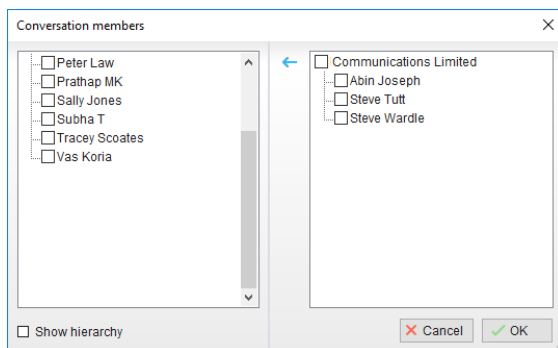 Conversation members
Peter Law
Prathap MK
Sally Jones
Subha T
Tracey Scoates
Vas Koria
Communications Limited
Abin Joseph
Steve Tutt
Steve Wardle
Show hierarchy
Cancel
OK